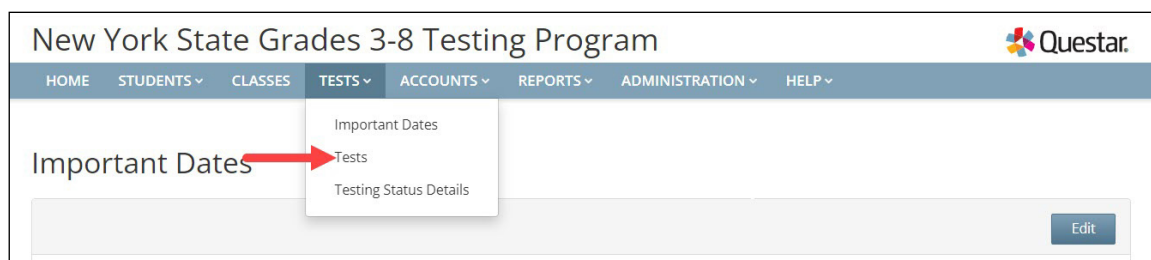 New York State Grades 3-8 Testing Program
Questar.
HOME STUDENTS CLASSES TESTS ACCOUNTS REPORTS ADMINISTRATION HELP
Important Dates
Tests
Testing Status Details
Important Dates
Edit